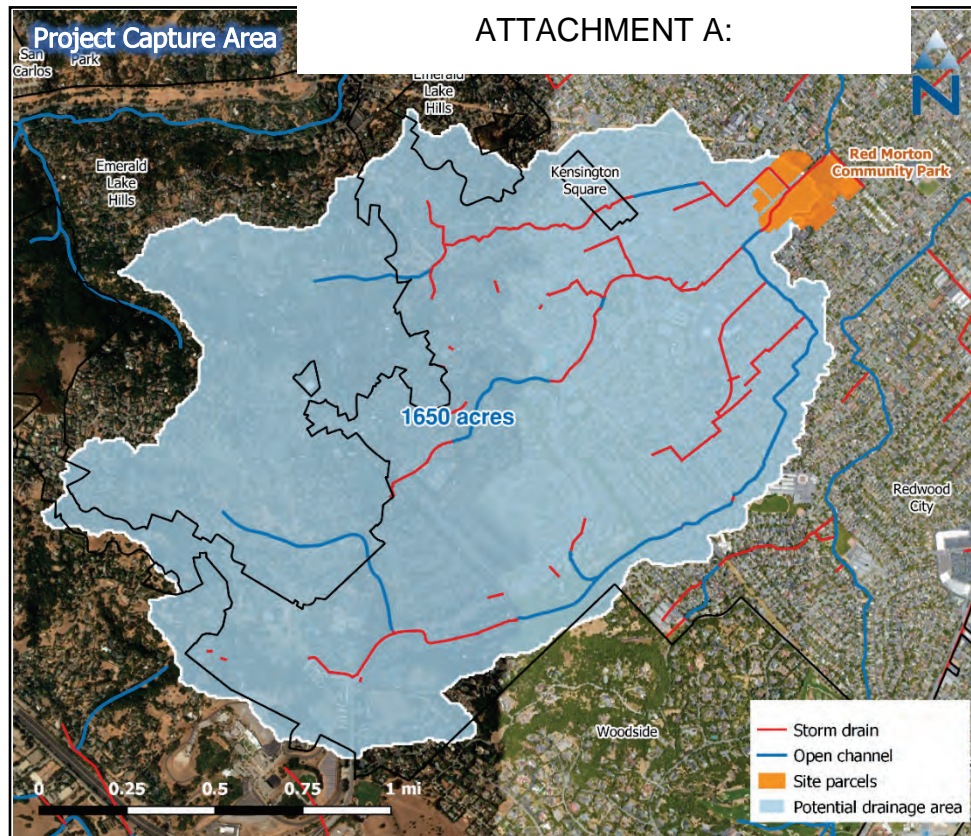 ATTACHMENT A:
Project Capture Area
San
Carlos
Park
Emerald
Lake
Hills
N
Emerald
Lake
Hills
Kensington
Square
Red Morton
Community Park
1650 acres
Redwood
City
Woodside
Storm drain
Open channel
Site parcels
Potential drainage area
0 0.25 0.5 0.75 1 mi